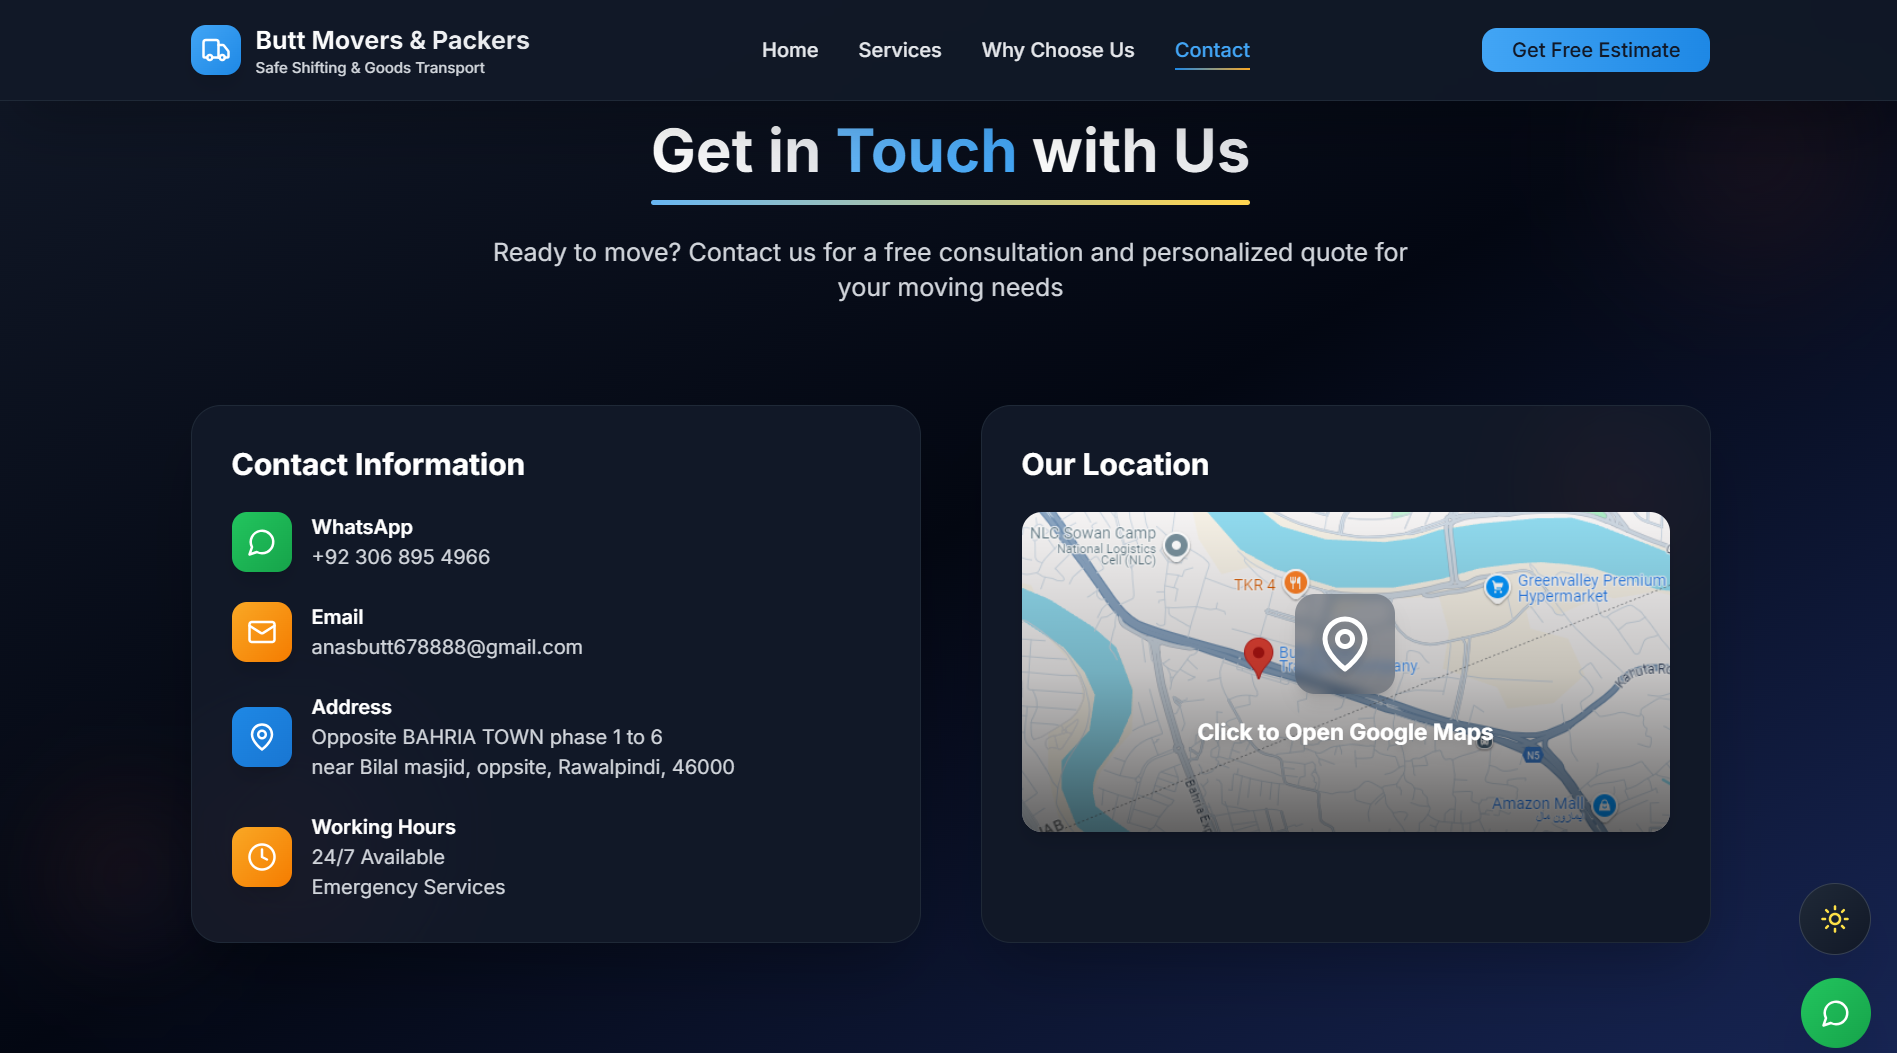 Butt Movers & Packers
Safe Shifting & Goods Transport
Home
Services
Why Choose Us
Contact
Get Free Estimate
Get in Touch with Us
Ready to move? Contact us for a free consultation and personalized quote for
your moving needs
Contact Information
WhatsApp
+92 306 895 4966
Email
anasbutt678888@gmail.com
Address
Opposite BAHRIA TOWN phase 1 to 6
near Bilal masjid, oppsite, Rawalpindi, 46000
Working Hours
24/7 Available
Emergency Services
Our Location
NLC Sowan Camp
National Logistics
Cell (NLC)
TKR 4
Greenvalley Premium
Hypermarket
Click to Open Google Maps
N5
Amazon Mall
ایمازون مال